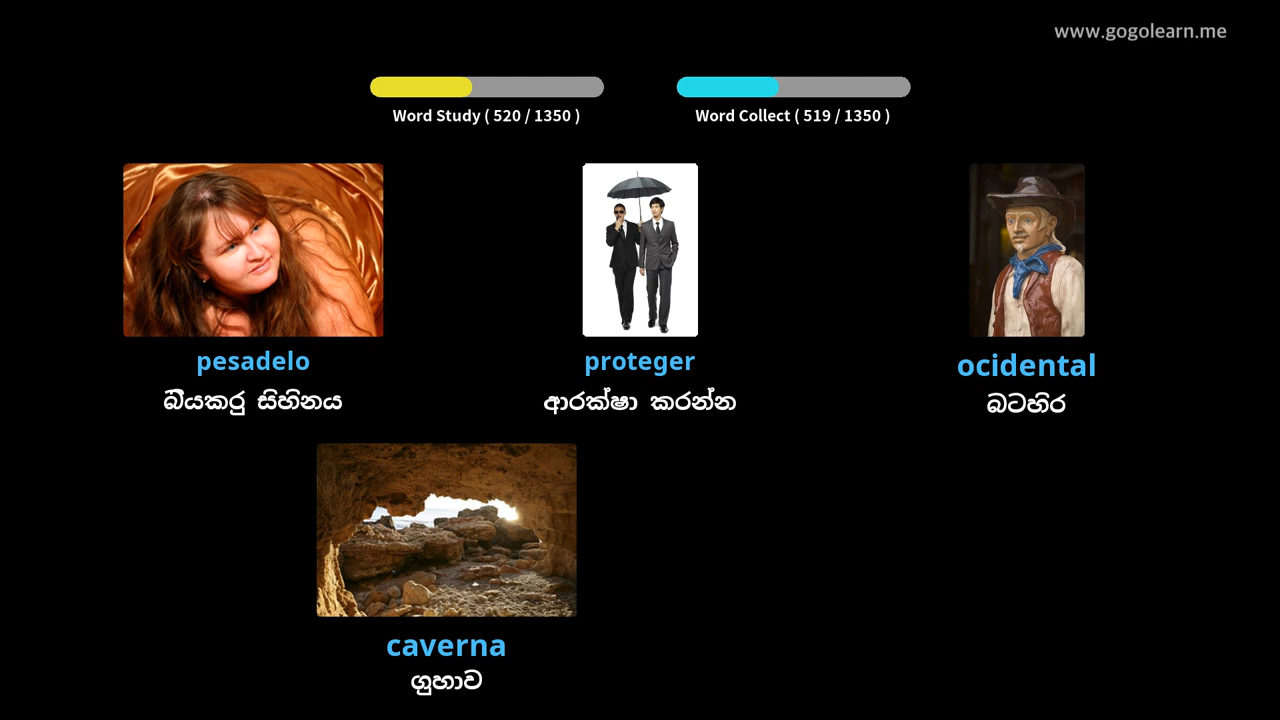 www.gogolearn.me
Word Study ( 520 / 1350 )
Word Collect ( 519 / 1350 )
pesadelo
බියකරු සිහිනය
proteger
ආරක්ෂා කරන්න
ocidental
බටහිර
caverna
ගුහාව